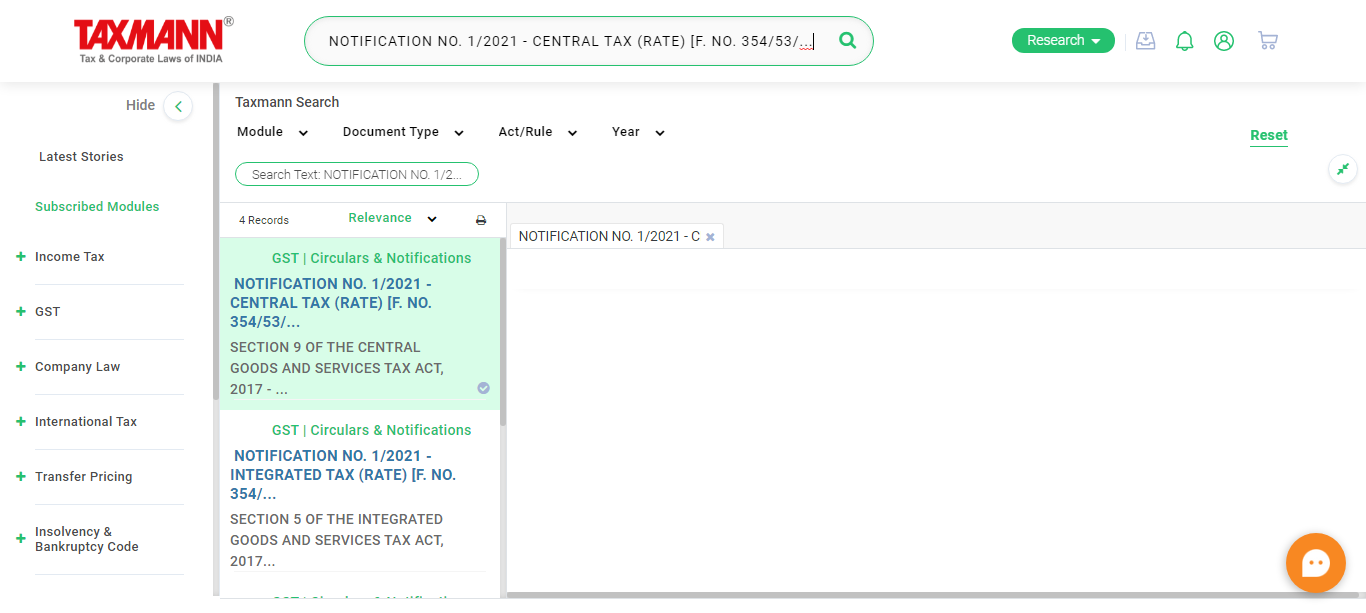 TAXMANN®
Tax & Corporate Laws of INDIA
NOTIFICATION NO. 1/2021 - CENTRAL TAX (RATE) [F. NO. 354/53/...
Research
Hide
Latest Stories
Subscribed Modules
Income Tax
GST
Company Law
International Tax
Transfer Pricing
Insolvency &
Bankruptcy Code
Taxmann Search
Module
Document Type
Act/Rule
Year
Reset
Search Text: NOTIFICATION NO. 1/2...
4 Records
Relevance
GST | Circulars & Notifications
NOTIFICATION NO. 1/2021 -
CENTRAL TAX (RATE) [F. NO.
354/53/...
SECTION 9 OF THE CENTRAL
GOODS AND SERVICES TAX ACT,
2017 - ...
GST | Circulars & Notifications
NOTIFICATION NO. 1/2021 -
INTEGRATED TAX (RATE) [F. NO.
354/...
SECTION 5 OF THE INTEGRATED
GOODS AND SERVICES TAX ACT,
2017...
NOTIFICATION NO. 1/2021 - C